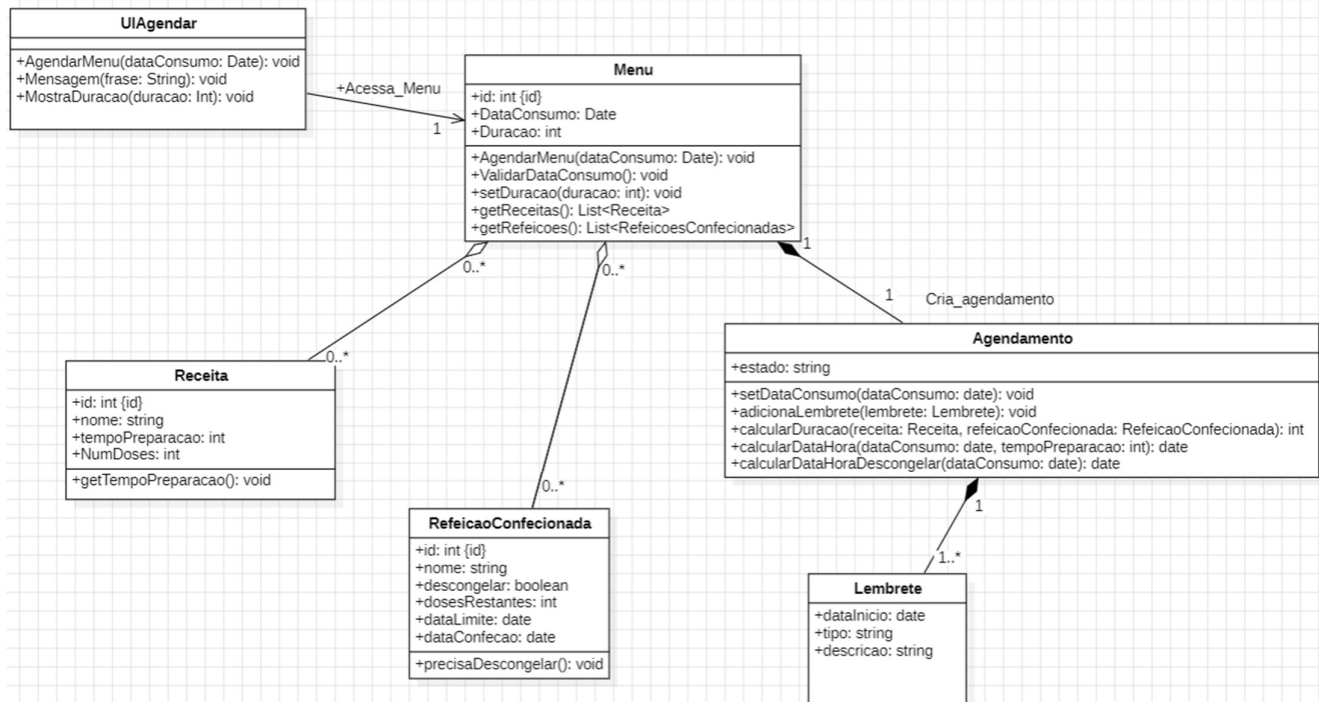 UIAgendar
+AgendarMenu(dataConsumo: Date): void
+Mensagem(frase: String): void
+MostraDuracao(duracao: Int): void
+Acessa_Menu
1
Menu
+id: int {id}
+DataConsumo: Date
+Duracao: int
+AgendarMenu(dataConsumo: Date): void
+ValidarDataConsumo(): void
+setDuracao(duracao: int): void
+getReceitas(): List<Receita>
+getRefeicoes(): List<RefeicoesConfecionadas>
0..*
0..*
1
1
Cria_agendamento
0..*
Receita
+id: int {id}
+nome: string
+tempoPreparacao: int
+NumDoses: int
+getTempoPreparacao(): void
Agendamento
+estado: string
+setDataConsumo(dataConsumo: date): void
+adicionaLembrete(lembrete: Lembrete): void
+calcularDuracao(receita: Receita, refeicaoConfecionada: RefeicaoConfecionada): int
+calcularDataHora(dataConsumo: date, tempoPreparacao: int): date
+calcularDataHoraDescongelar(dataConsumo: date): date
0..*
RefeicaoConfecionada
+id: int {id}
+nome: string
+descongelar: boolean
+dosesRestantes: int
+dataLimite: date
+dataConfecao: date
+precisaDescongelar(): void
1
1..*
Lembrete
+dataInicio: date
+tipo: string
+descricao: string